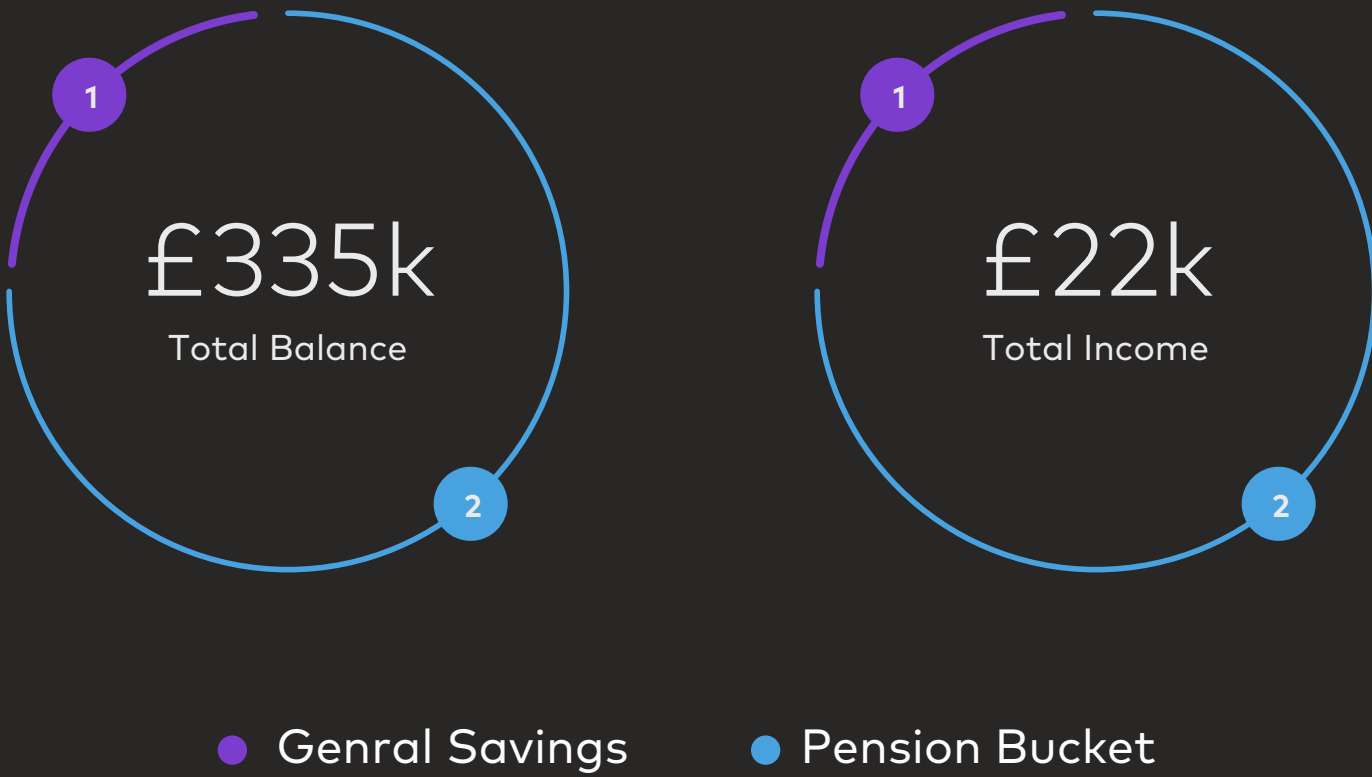 1
1
£335k
£22k
Total Balance
Total Income
2
2
Genral Savings
Pension Bucket